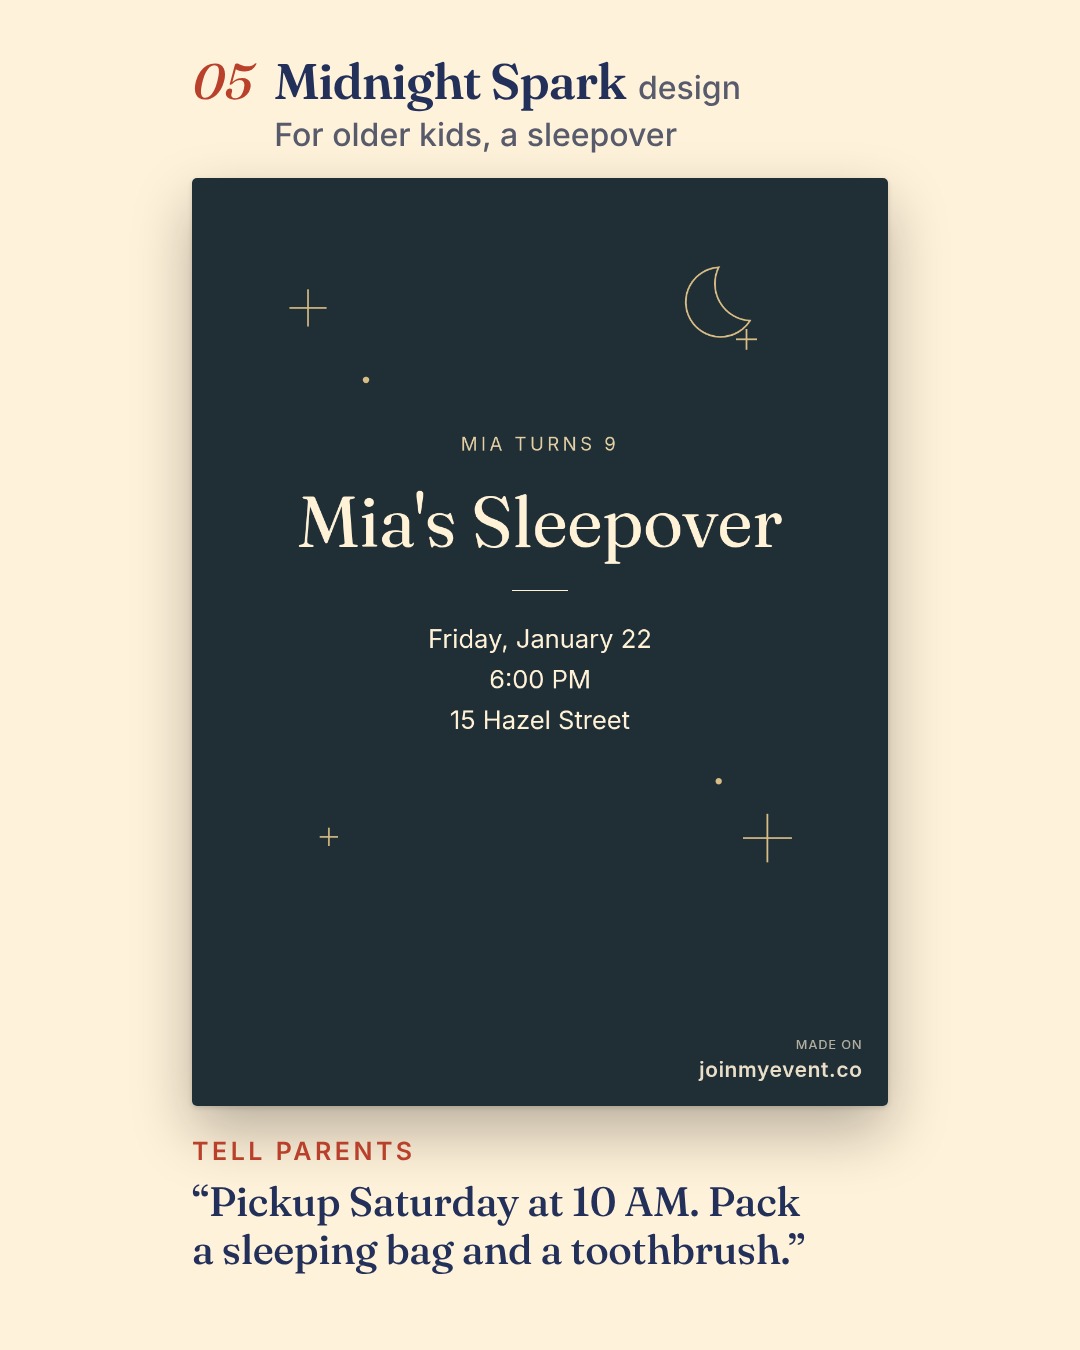 05 Midnight Spark design
For older kids, a sleepover
MIA TURNS 9
Mia's Sleepover
Friday, January 22
6:00 PM
15 Hazel Street
MADE ON
joinmyevent.co
TELL PARENTS
“Pickup Saturday at 10 AM. Pack
a sleeping bag and a toothbrush.”